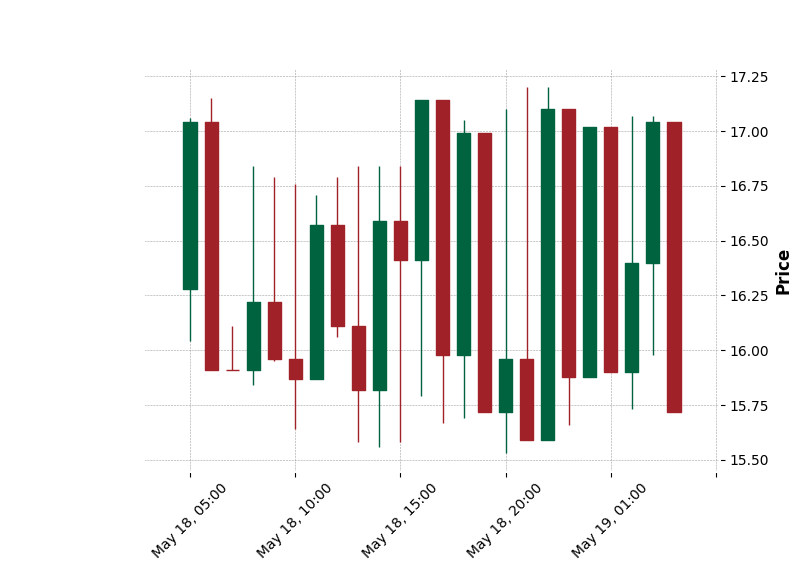 17.25
17.00
16.75
16.50
16.25
16.00
15.75
15.50
Price
May 18, 05:00
May 18, 10:00
May 18, 15:00
May 18, 20:00
May 19, 01:00